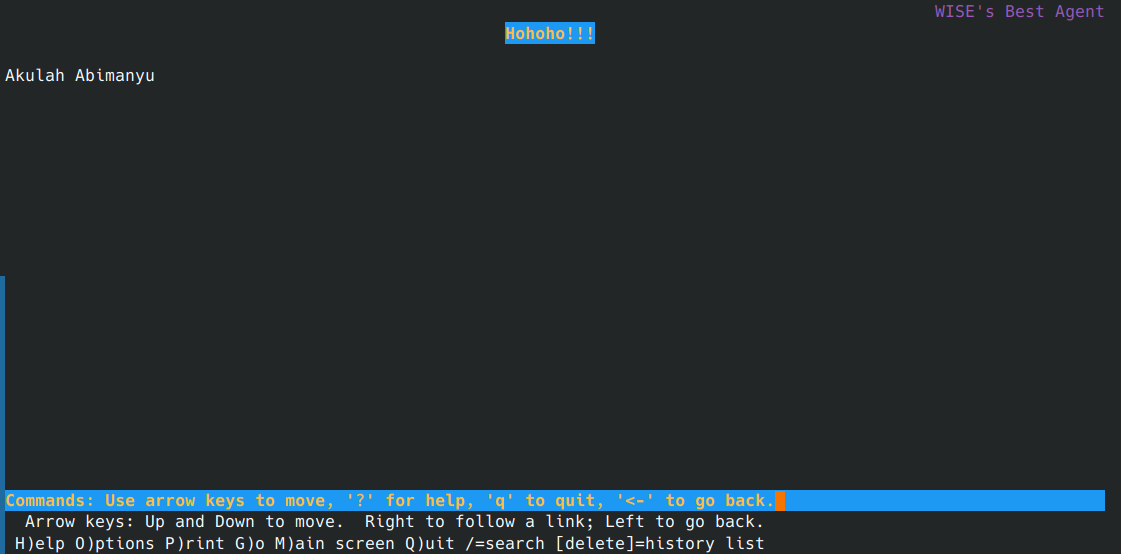 WISE's Best Agent
Hohoho!!!
Akulah Abimanyu
Commands: Use arrow keys to move, '?' for help, 'q' to quit, '<-' to go back.
Arrow keys: Up and Down to move.  Right to follow a link; Left to go back.
H)elp O)ptions P)rint G)o M)ain screen Q)uit /=search [delete]=history list